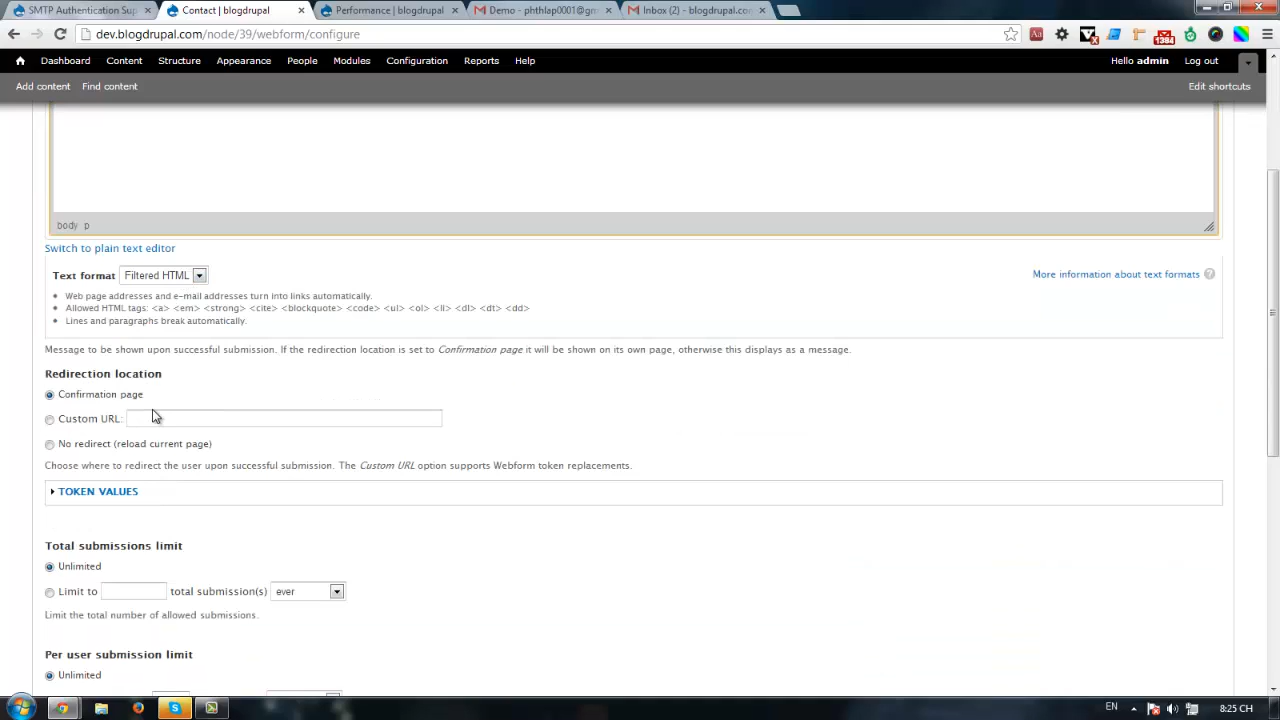 SMTP Authentication Sup
Contact | blogdrupal
Performance | blogdrupal
Demo - phthlap0001@gm
Inbox (2) - blogdrupal.com
dev.blogdrupal.com/node/39/webform/configure
1384
Dashboard Content Structure Appearance People Modules Configuration Reports Help
Hello admin Log out
Add content Find content
Edit shortcuts
body p
Switch to plain text editor
Text format Filtered HTML
More information about text formats ?
Web page addresses and e-mail addresses turn into links automatically.
Allowed HTML tags: <a> <em> <strong> <cite> <blockquote> <code> <ul> <ol> <li> <dl> <dt> <dd>
Lines and paragraphs break automatically.
Message to be shown upon successful submission. If the redirection location is set to Confirmation page it will be shown on its own page, otherwise this displays as a message.
Redirection location
Confirmation page
Custom URL:
No redirect (reload current page)
Choose where to redirect the user upon successful submission. The Custom URL option supports Webform token replacements.
TOKEN VALUES
Total submissions limit
Unlimited
Limit to total submission(s) ever
Limit the total number of allowed submissions.
Per user submission limit
Unlimited
EN
8:25 CH